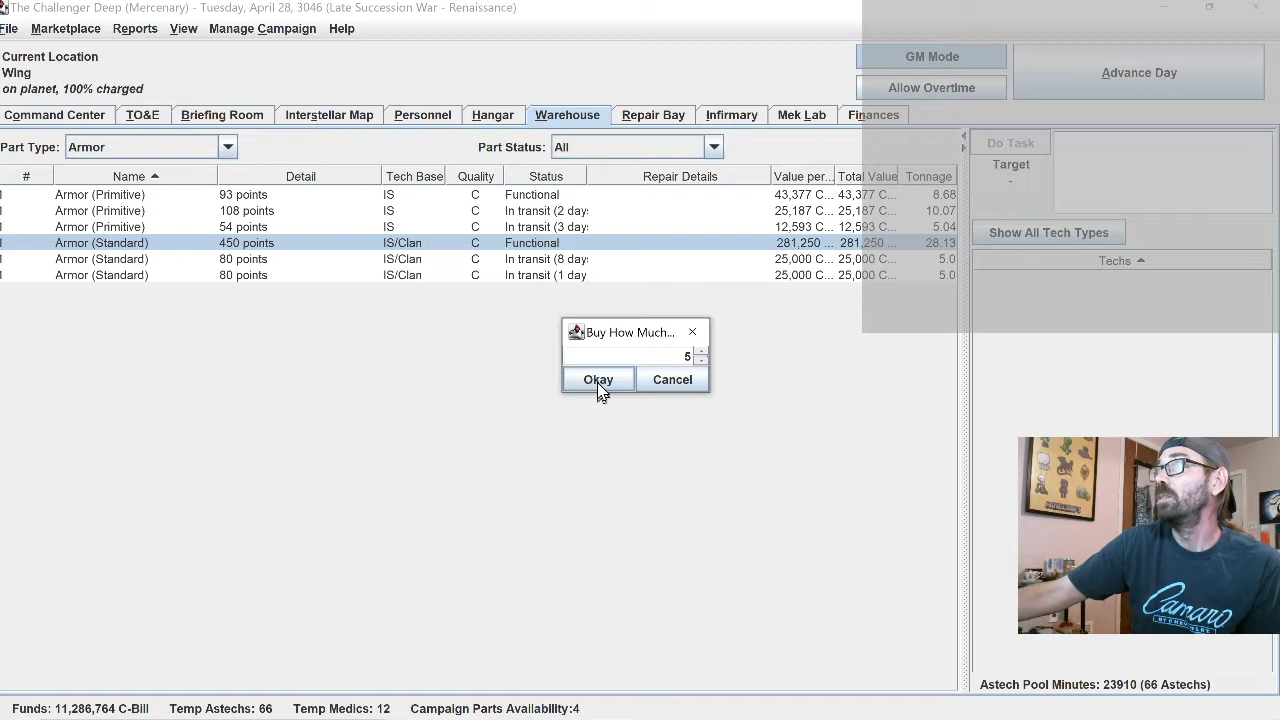 The Challenger Deep (Mercenary) - Tuesday, April 28, 3046 (Late Succession War - Renaissance)
File Marketplace Reports View Manage Campaign Help
Current Location
Wing
on planet, 100% charged
GM Mode
Allow Overtime
Advance Day
Command Center TO&E Briefing Room Interstellar Map Personnel Hangar Warehouse Repair Bay Infirmary Mek Lab Finances
Part Type: Armor Part Status: All
Do Task
Target
-
# Name Detail Tech Base Quality Status Repair Details Value per... Total Value Tonnage
Armor (Primitive) 93 points IS C Functional 43,377 C... 43,377 C... 8.68
Armor (Primitive) 108 points IS C In transit (2 days 25,187 C... 25,187 C... 10.07
Armor (Primitive) 54 points IS C In transit (3 days 12,593 C... 12,593 C... 5.04
Armor (Standard) 450 points IS/Clan C Functional 281,250 ... 281,250 ... 28.13
Armor (Standard) 80 points IS/Clan C In transit (8 days 25,000 C... 25,000 C... 5.0
Armor (Standard) 80 points IS/Clan C In transit (1 day 25,000 C... 25,000 C... 5.0
Show All Tech Types
Techs
Buy How Much...
5
Okay Cancel
Camaro
BY CHEVROLET
Astech Pool Minutes: 23910 (66 Astechs)
Funds: 11,286,764 C-Bill Temp Astechs: 66 Temp Medics: 12 Campaign Parts Availability:4